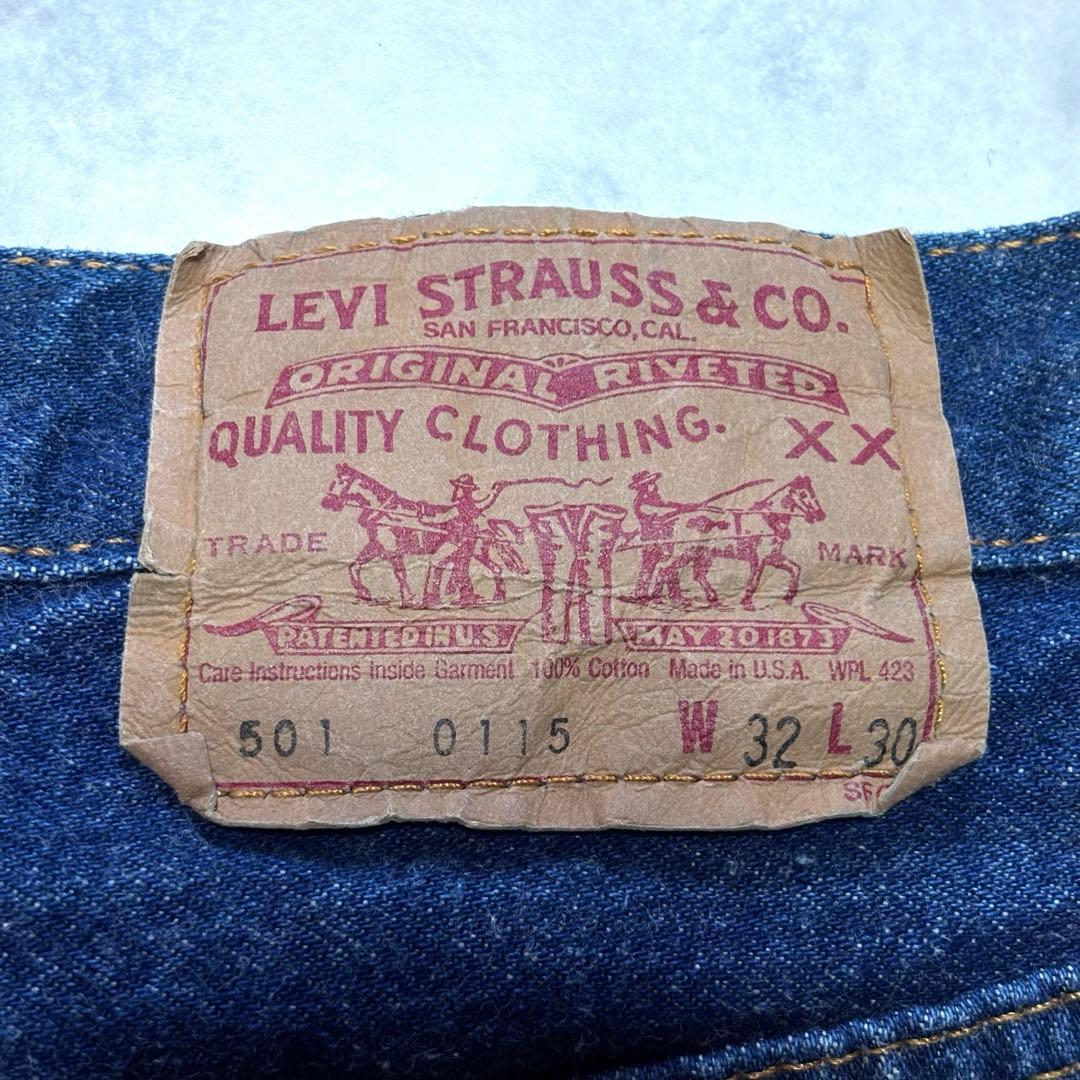 LEVI STRAUSS & CO.
SAN FRANCISCO, CAL.
ORIGINAL RIVETED
QUALITY CLOTHING. XX
TRADE MARK
PATENTED IN U.S. MAY 20 1873
Care Instructions Inside Garment 100% Cotton Made in U.S.A. WPL 423
501 0115 W 32 L 30